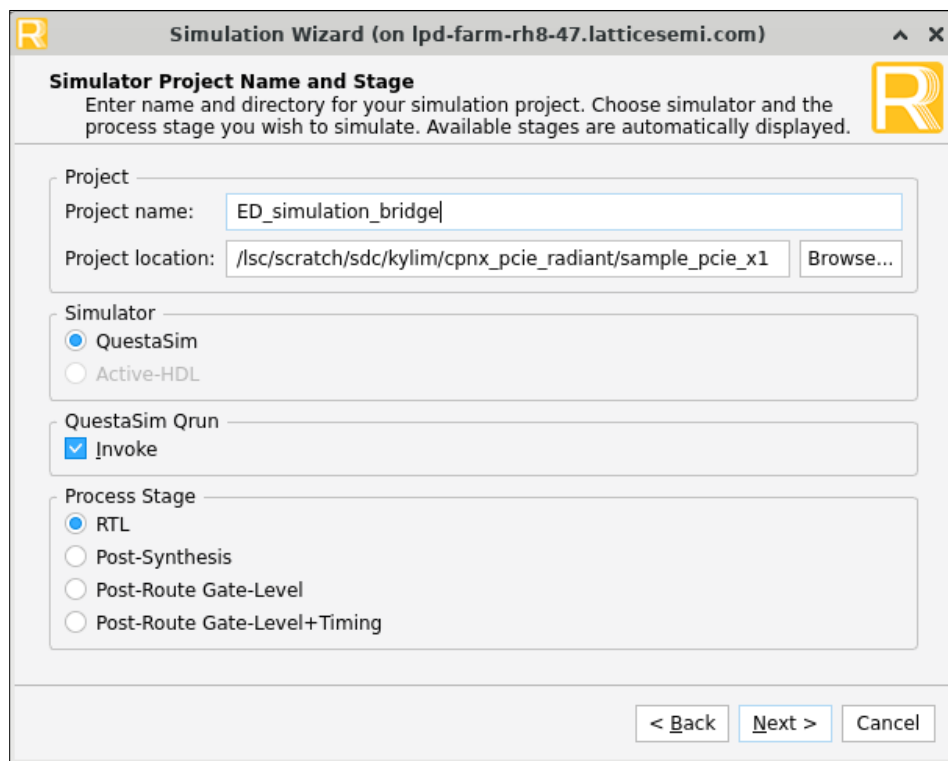 Simulation Wizard (on lpd-farm-rh8-47.latticesemi.com)
Simulator Project Name and Stage
Enter name and directory for your simulation project. Choose simulator and the
process stage you wish to simulate. Available stages are automatically displayed.
Project
Project name: ED_simulation_bridge
Project location: /lsc/scratch/sdc/kylim/cpnx_pcie_radiant/sample_pcie_x1 Browse...
Simulator
QuestaSim
Active-HDL
QuestaSim Qrun
Invoke
Process Stage
RTL
Post-Synthesis
Post-Route Gate-Level
Post-Route Gate-Level+Timing
< Back Next > Cancel